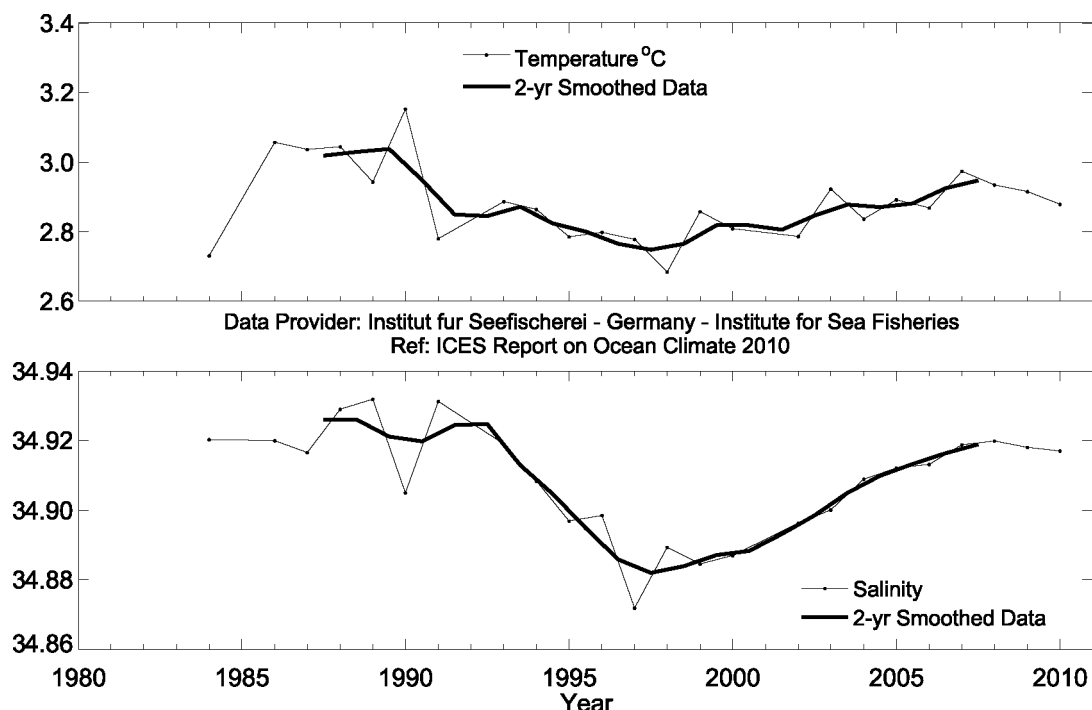 3.4
3.2
3.0
2.8
2.6
Temperature °C
2-yr Smoothed Data
Data Provider: Institut fur Seefischerei - Germany - Institute for Sea Fisheries
Ref: ICES Report on Ocean Climate 2010
34.94
34.92
34.90
34.88
34.86
Salinity
2-yr Smoothed Data
1980 1985 1990 1995 2000 2005 2010
Year